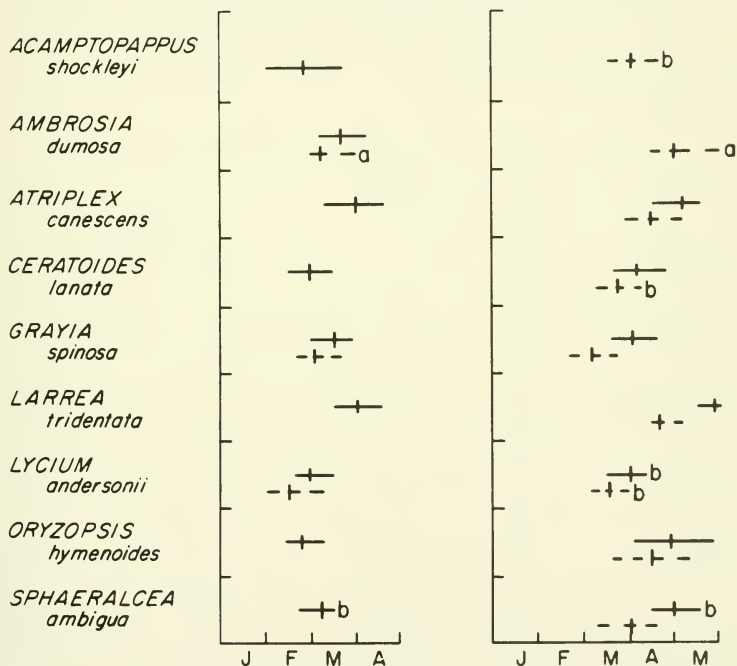 ACAMPTOPAPPUS
shockleyi
b
AMBROSIA
dumosa
a
a
ATRIPLEX
canescens
CERATOIDES
lanata
b
GRAYIA
spinosa
LARREA
tridentata
LYCIUM
andersonii
b
b
ORYZOPSIS
hymenoides
SPHAERALCEA
ambigua
b
b
J F M A
J F M A M